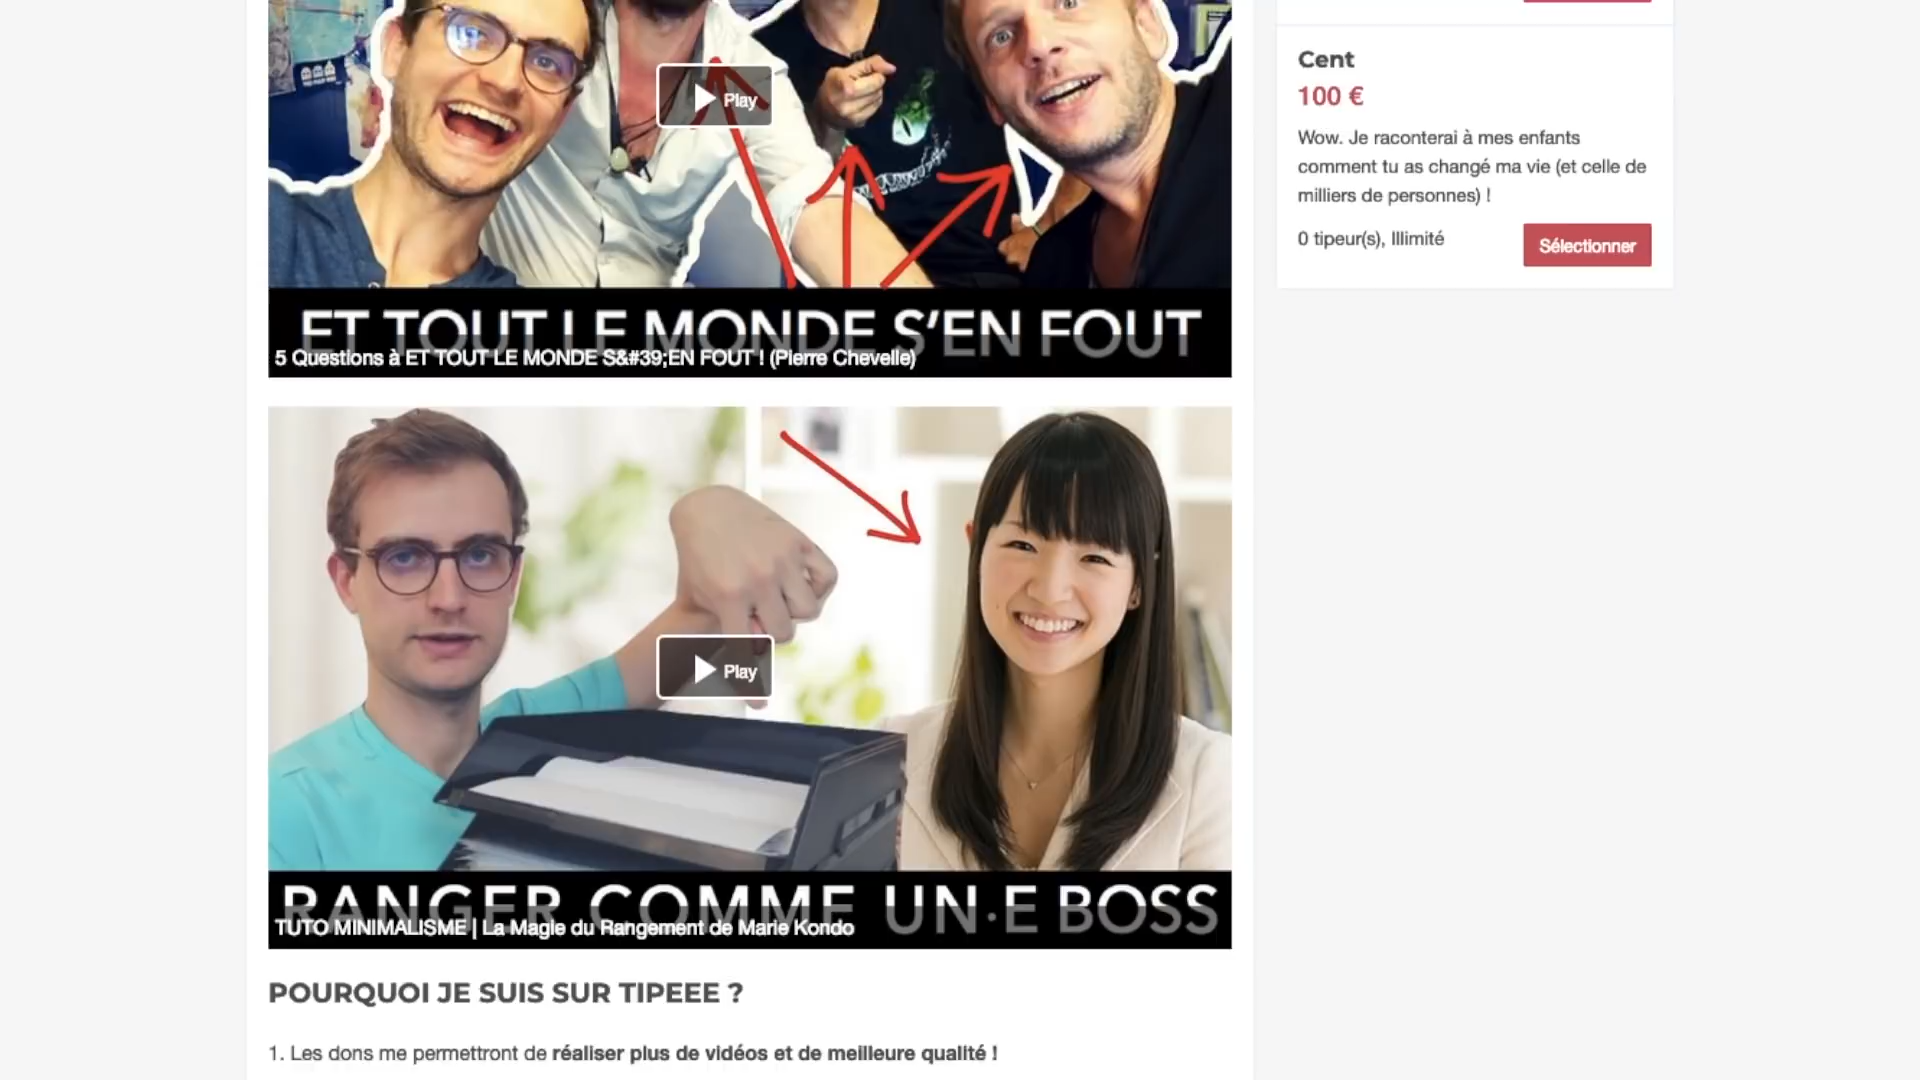 Play
ET TOUT LE MONDE S'EN FOUT
5 Questions à ET TOUT LE MONDE S&#39;EN FOUT ! (Pierre Chevelle)
Play
RANGER COMME UN·E BOSS
TUTO MINIMALISME | La Magie du Rangement de Marie Kondo
POURQUOI JE SUIS SUR TIPEEE ?
1. Les dons me permettront de réaliser plus de vidéos et de meilleure qualité !
Cent
100 €
Wow. Je raconterai à mes enfants
comment tu as changé ma vie (et celle de
milliers de personnes) !
0 tipeur(s), Illimité
Sélectionner